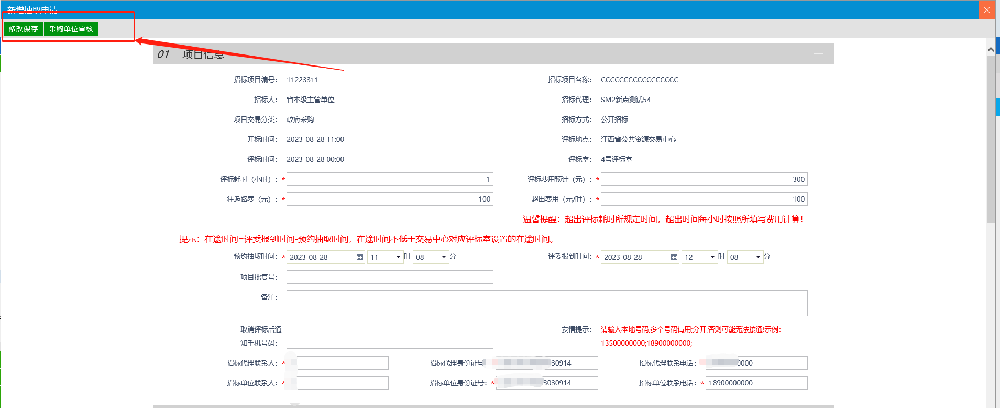 新增抽取申请
修改保存 采购单位审核
01 项目信息
招标项目编号： 11223311 招标项目名称： CCCCCCCCCCCCCCCCC
招标人： 省本级主管单位 招标代理： SM2新点测试54
项目交易分类： 政府采购 招标方式： 公开招标
开标时间： 2023-08-28 11:00 评标地点： 江西省公共资源交易中心
评标时间： 2023-08-28 00:00 评标室： 4号评标室
评标耗时（小时）：* 1 评标费用预计（元）：* 300
往返路费（元）：* 100 超出费用（元/时）：* 100
温馨提醒：超出评标耗时所规定时间，超出时间每小时按照所填写费用计算！
提示：在途时间=评委报到时间-预约抽取时间，在途时间不低于交易中心对应评标室设置的在途时间。
预约抽取时间：* 2023-08-28 11 时 08 分 评委报到时间：* 2023-08-28 12 时 08 分
项目批复号：
备注：
取消评标后通知手机号码： 友情提示： 请输入本地号码,多个号码请用;分开,否则可能无法接通!示例：
13500000000;18900000000;
招标代理联系人：* 招标代理身份证号 30914 招标代理联系电话： 0000
招标单位联系人：* 招标单位身份证号：* 3030914 招标单位联系电话：* 18900000000